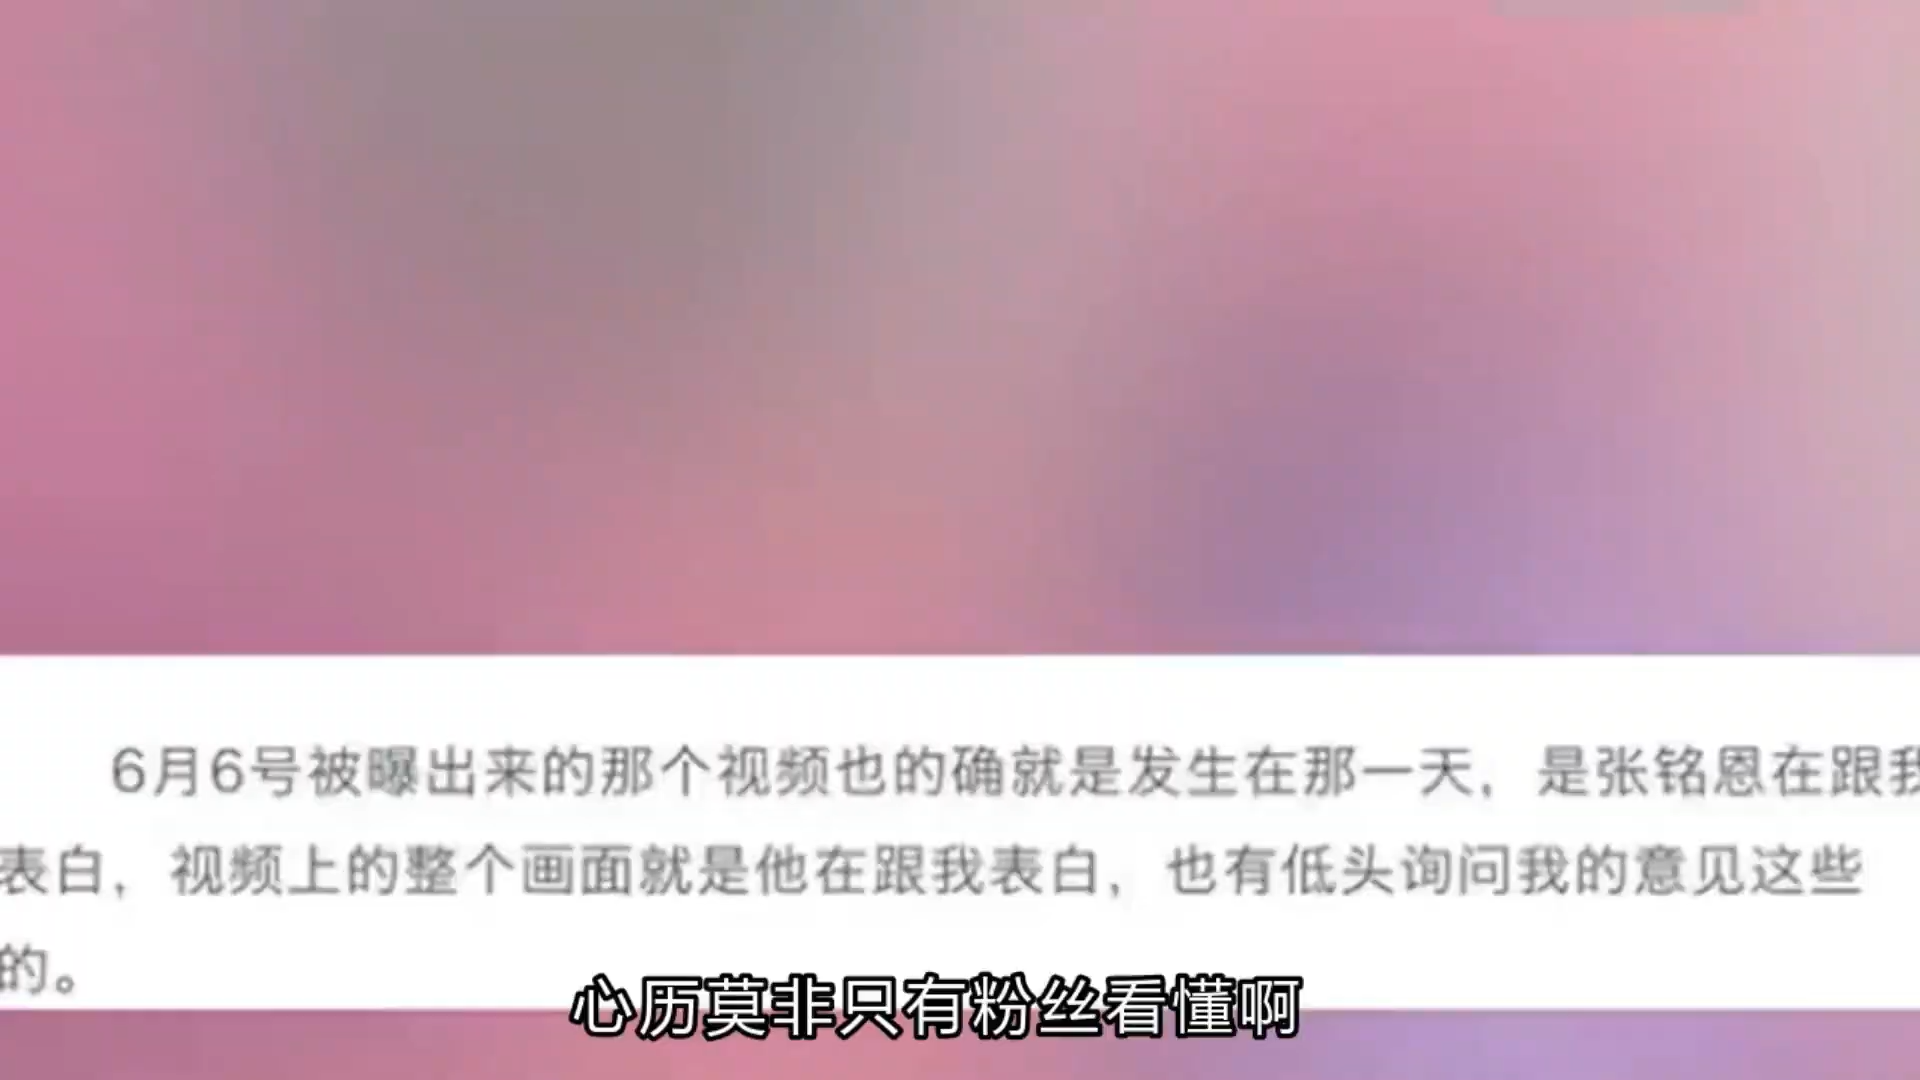 6月6号被曝出来的那个视频也的确就是发生在那一天，是张铭恩在跟我
表白，视频上的整个画面就是他在跟我表白，也有低头询问我的意见这些
的。
心历莫非只有粉丝看懂啊